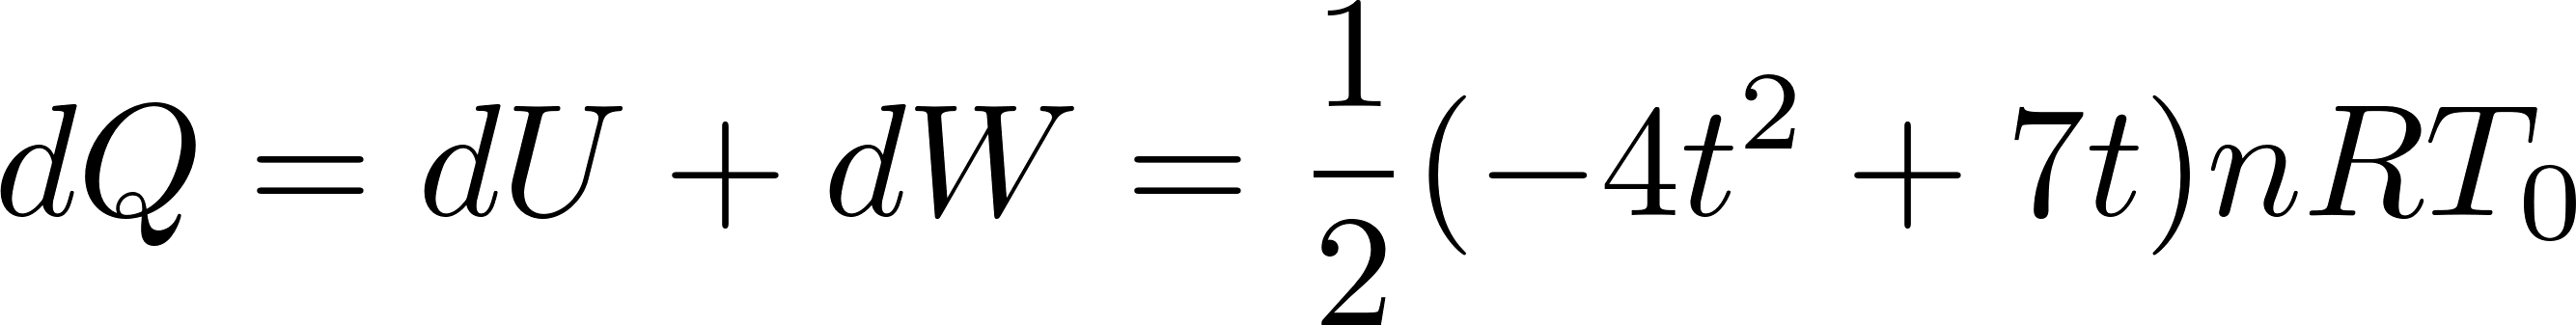 dQ = dU + dW = \frac{1}{2}(-4t^2 + 7t)nRT_0